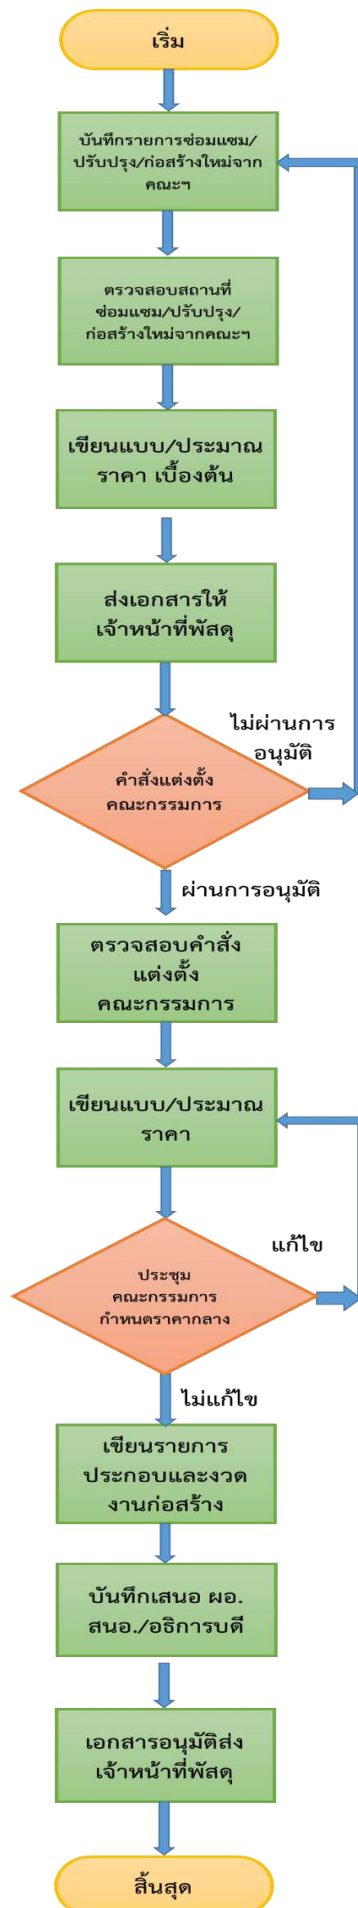 เริ่ม
บันทึกรายการซ่อมแซม/
ปรับปรุง/ก่อสร้างใหม่จาก
คณะฯ
ตรวจสอบสถานที่
ซ่อมแซม/ปรับปรุง/
ก่อสร้างใหม่จากคณะฯ
เขียนแบบ/ประมาณ
ราคา เบื้องต้น
ส่งเอกสารให้
เจ้าหน้าที่พัสดุ
ไม่ผ่านการ
อนุมัติ
คำสั่งแต่งตั้ง
คณะกรรมการ
ผ่านการอนุมัติ
ตรวจสอบคำสั่ง
แต่งตั้ง
คณะกรรมการ
เขียนแบบ/ประมาณ
ราคา
แก้ไข
ประชุม
คณะกรรมการ
กำหนดราคากลาง
ไม่แก้ไข
เขียนรายการ
ประกอบและงวด
งานก่อสร้าง
บันทึกเสนอ ผอ.
สนอ./อธิการบดี
เอกสารอนุมัติส่ง
เจ้าหน้าที่พัสดุ
สิ้นสุด